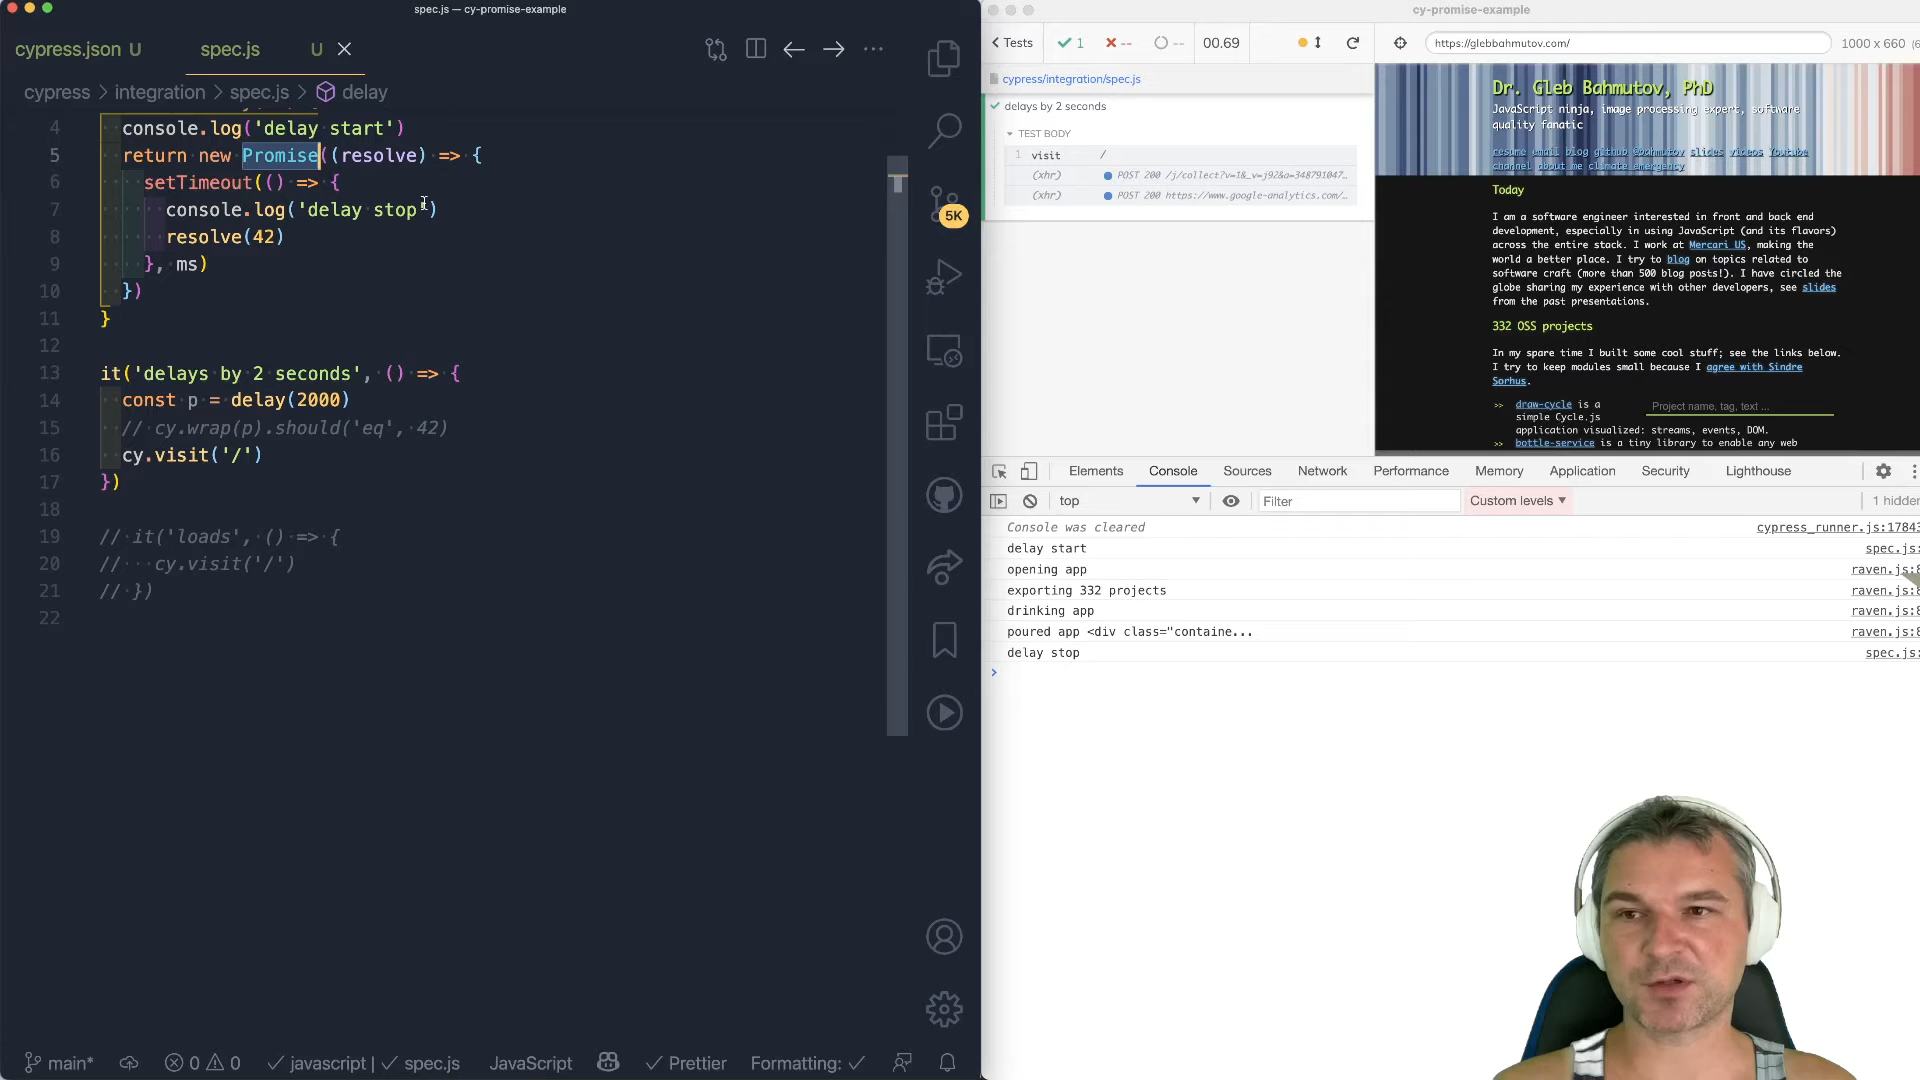 spec.js — cy-promise-example
cypress.json U
spec.js U
cypress > integration > spec.js > delay
4 console.log('delay start')
5 return new Promise((resolve) => {
6 setTimeout(() => {
7 console.log('delay stop')
8 resolve(42)
9 }, ms)
10 })
11 }
12
13 it('delays by 2 seconds', () => {
14 const p = delay(2000)
15 // cy.wrap(p).should('eq', 42)
16 cy.visit('/')
17 })
18
19 // it('loads', () => {
20 // cy.visit('/')
21 // })
22
5K
main* 0 0 javascript | spec.js JavaScript Prettier Formatting:
cy-promise-example
Tests 1 -- -- 00.69
https://glebbahmutov.com/ 1000 x 660
cypress/integration/spec.js
delays by 2 seconds
TEST BODY
1 visit /
(xhr) POST 200 /j/collect?v=1&_v=j92&a=348791047…
(xhr) POST 200 https://www.google-analytics.com/…
Dr. Gleb Bahmutov, PhD
JavaScript ninja, image processing expert, software
quality fanatic
resume email blog github @bahmutov slides videos Youtube
channel about me climate emergency
Today
I am a software engineer interested in front and back end
development, especially in using JavaScript (and its flavors)
across the entire stack. I work at Mercari US, making the
world a better place. I try to blog on topics related to
software craft (more than 500 blog posts!). I have circled the
globe sharing my experience with other developers, see slides
from the past presentations.
332 OSS projects
In my spare time I built some cool stuff; see the links below.
I try to keep modules small because I agree with Sindre
Sorhus.
>> draw-cycle is a
simple Cycle.js
application visualized: streams, events, DOM.
>> bottle-service is a tiny library to enable any web
Project name, tag, text ...
Elements Console Sources Network Performance Memory Application Security Lighthouse
top Filter Custom levels 1 hidden
Console was cleared cypress_runner.js:17843
delay start spec.js:
opening app raven.js:8
exporting 332 projects raven.js:8
drinking app raven.js:8
poured app <div class="containe... raven.js:8
delay stop spec.js:
>